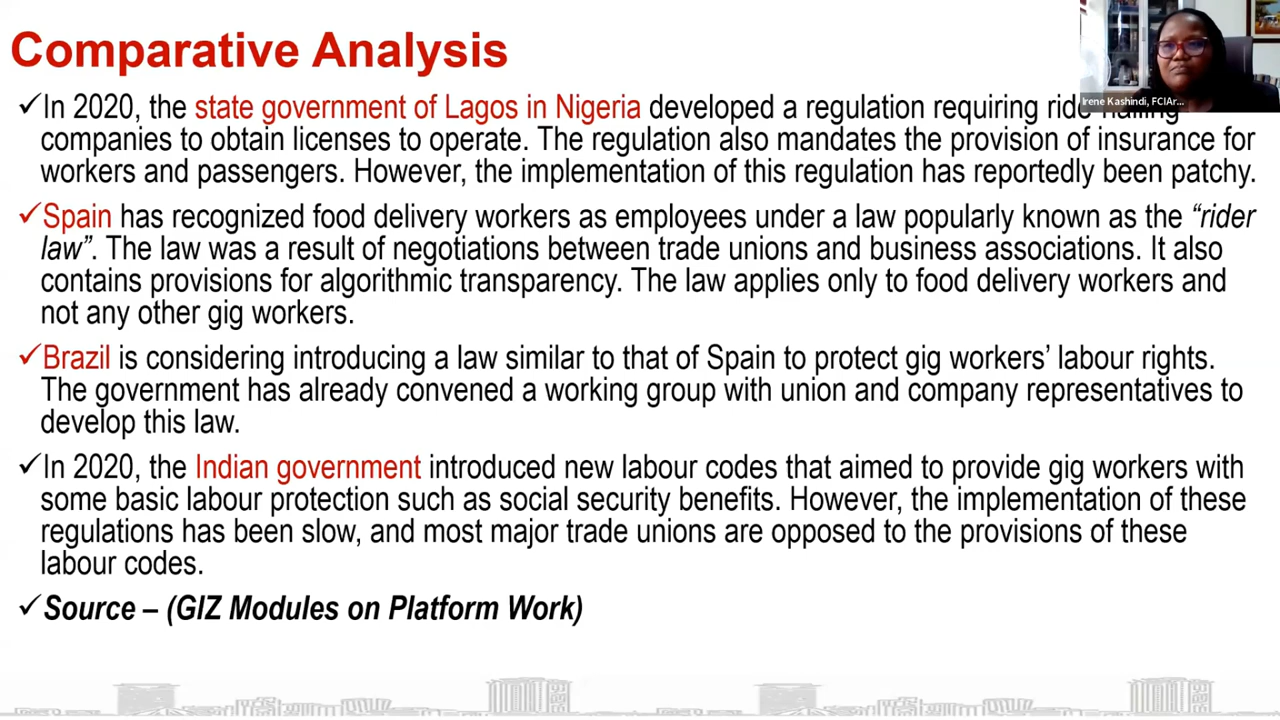 Comparative Analysis
Irene Kashindi, FCIAr...
✓In 2020, the state government of Lagos in Nigeria developed a regulation requiring ride-hailing
companies to obtain licenses to operate. The regulation also mandates the provision of insurance for
workers and passengers. However, the implementation of this regulation has reportedly been patchy.
✓Spain has recognized food delivery workers as employees under a law popularly known as the “rider
law”. The law was a result of negotiations between trade unions and business associations. It also
contains provisions for algorithmic transparency. The law applies only to food delivery workers and
not any other gig workers.
✓Brazil is considering introducing a law similar to that of Spain to protect gig workers’ labour rights.
The government has already convened a working group with union and company representatives to
develop this law.
✓In 2020, the Indian government introduced new labour codes that aimed to provide gig workers with
some basic labour protection such as social security benefits. However, the implementation of these
regulations has been slow, and most major trade unions are opposed to the provisions of these
labour codes.
✓Source – (GIZ Modules on Platform Work)